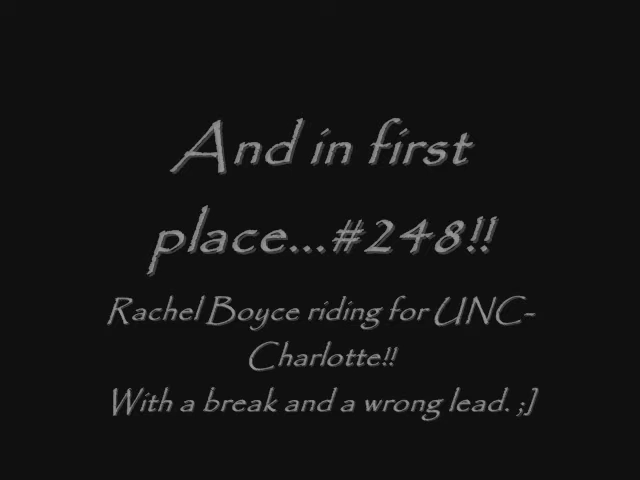 And in first
place...#248!!
Rachel Boyce riding for UNC-
Charlotte!!
With a break and a wrong lead. ;]